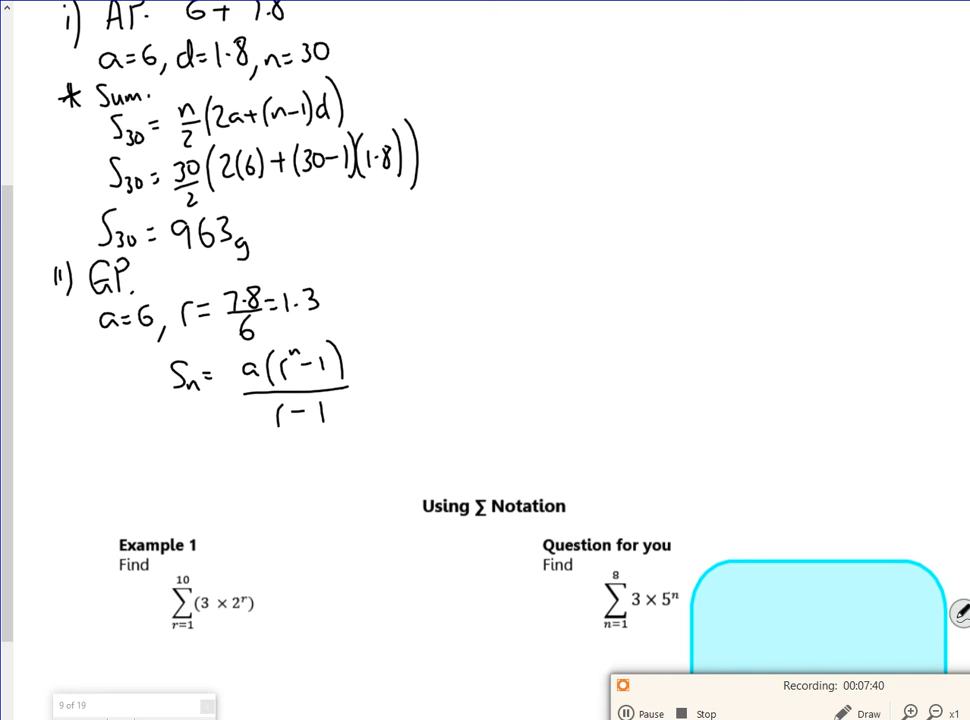 i) AP. 6 + 7.8
a=6, d=1.8, n=30
* Sum.
S₃₀ = n/2 (2a+(n-1)d)
S₃₀ = 30/2 (2(6) + (30-1)(1.8))
S₃₀ = 963g
ii) GP.
a=6, r = 7.8/6 = 1.3
Sₙ = a(rⁿ-1)/r-1
Using ∑ Notation
Example 1
Find
10
∑(3 × 2ʳ)
r=1
Question for you
Find
8
∑ 3 × 5ⁿ
n=1
9 of 19
Recording: 00:07:40
Pause Stop Draw x1